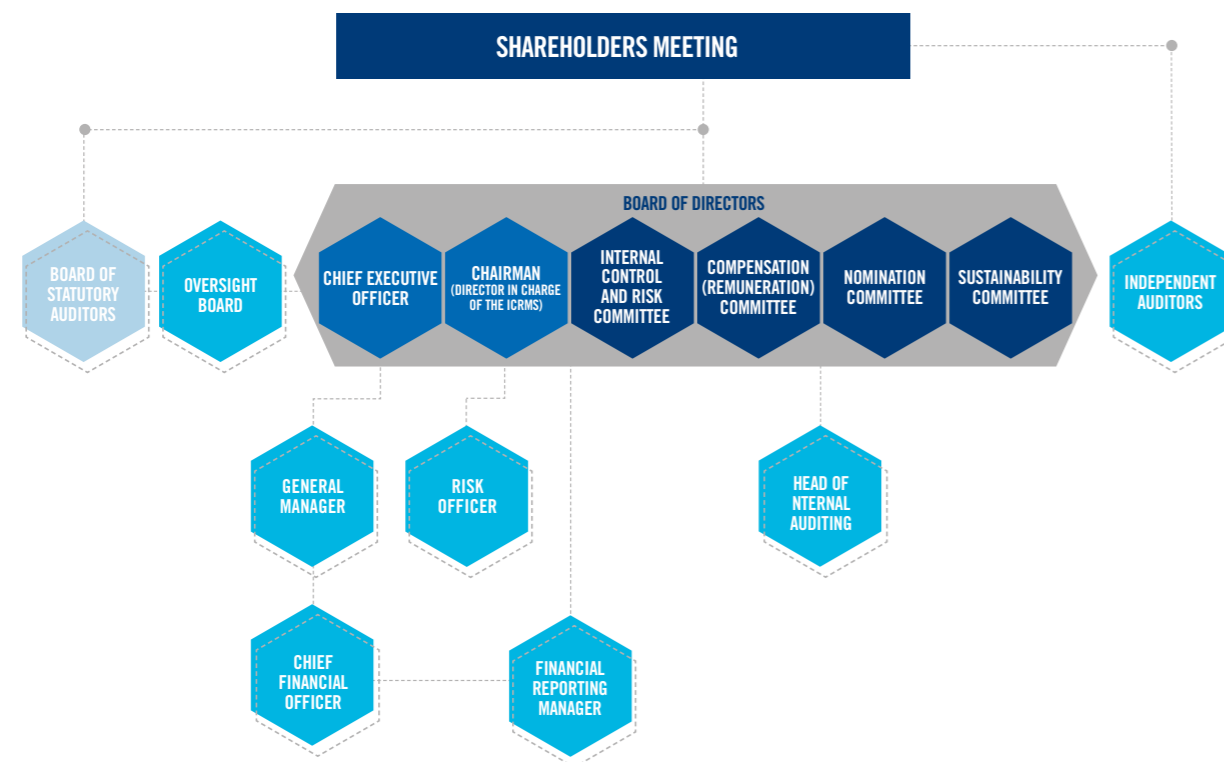 SHAREHOLDERS MEETING
BOARD OF DIRECTORS
BOARD OF
STATUTORY
AUDITORS
OVERSIGHT
BOARD
CHIEF EXECUTIVE
OFFICER
CHAIRMAN
(DIRECTOR IN CHARGE
OF THE ICRMS)
INTERNAL
CONTROL
AND RISK
COMMITTEE
COMPENSATION
(REMUNERATION)
COMMITTEE
NOMINATION
COMMITTEE
SUSTAINABILITY
COMMITTEE
INDEPENDENT
AUDITORS
GENERAL
MANAGER
RISK
OFFICER
HEAD OF
NTERNAL
AUDITING
CHIEF
FINANCIAL
OFFICER
FINANCIAL
REPORTING
MANAGER